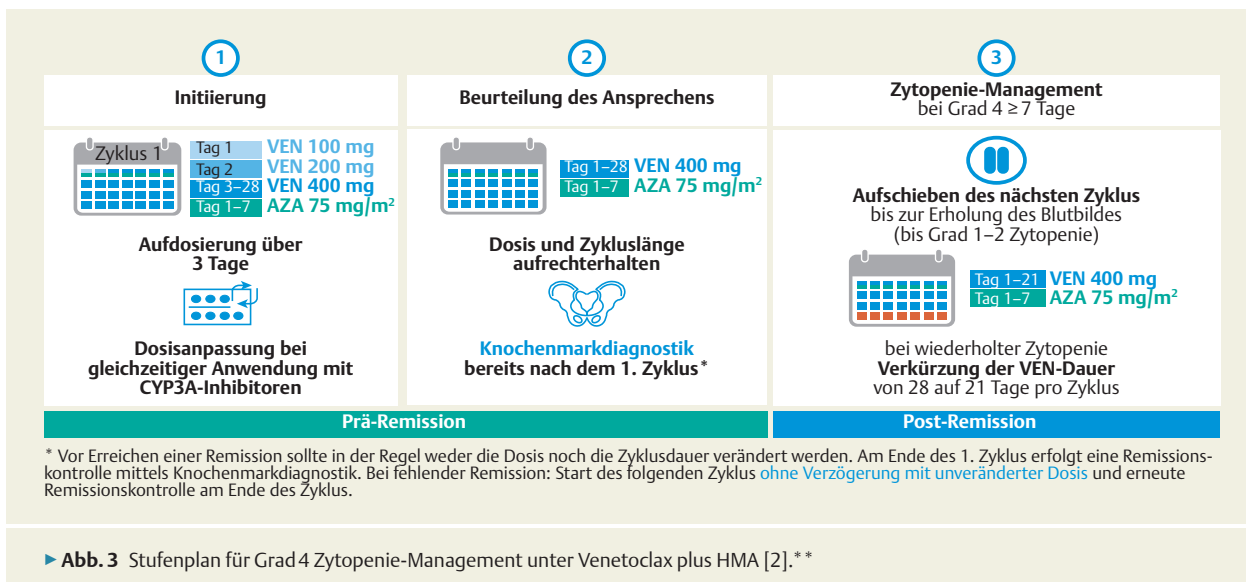 1
Initiierung
Zyklus 1
Tag 1 VEN 100 mg
Tag 2 VEN 200 mg
Tag 3–28 VEN 400 mg
Tag 1–7 AZA 75 mg/m²
Aufdosierung über
3 Tage
Dosisanpassung bei
gleichzeitiger Anwendung mit
CYP3A-Inhibitoren
2
Beurteilung des Ansprechens
Tag 1–28 VEN 400 mg
Tag 1–7 AZA 75 mg/m²
Dosis und Zykluslänge
aufrechterhalten
Knochenmarkdiagnostik
bereits nach dem 1. Zyklus*
3
Zytopenie-Management
bei Grad 4 ≥ 7 Tage
Aufschieben des nächsten Zyklus
bis zur Erholung des Blutbildes
(bis Grad 1–2 Zytopenie)
Tag 1–21 VEN 400 mg
Tag 1–7 AZA 75 mg/m²
bei wiederholter Zytopenie
Verkürzung der VEN-Dauer
von 28 auf 21 Tage pro Zyklus
Prä-Remission
Post-Remission
* Vor Erreichen einer Remission sollte in der Regel weder die Dosis noch die Zyklusdauer verändert werden. Am Ende des 1. Zyklus erfolgt eine Remissions-
kontrolle mittels Knochenmarkdiagnostik. Bei fehlender Remission: Start des folgenden Zyklus ohne Verzögerung mit unveränderter Dosis und erneute
Remissionskontrolle am Ende des Zyklus.
► Abb. 3 Stufenplan für Grad 4 Zytopenie-Management unter Venetoclax plus HMA [2].**